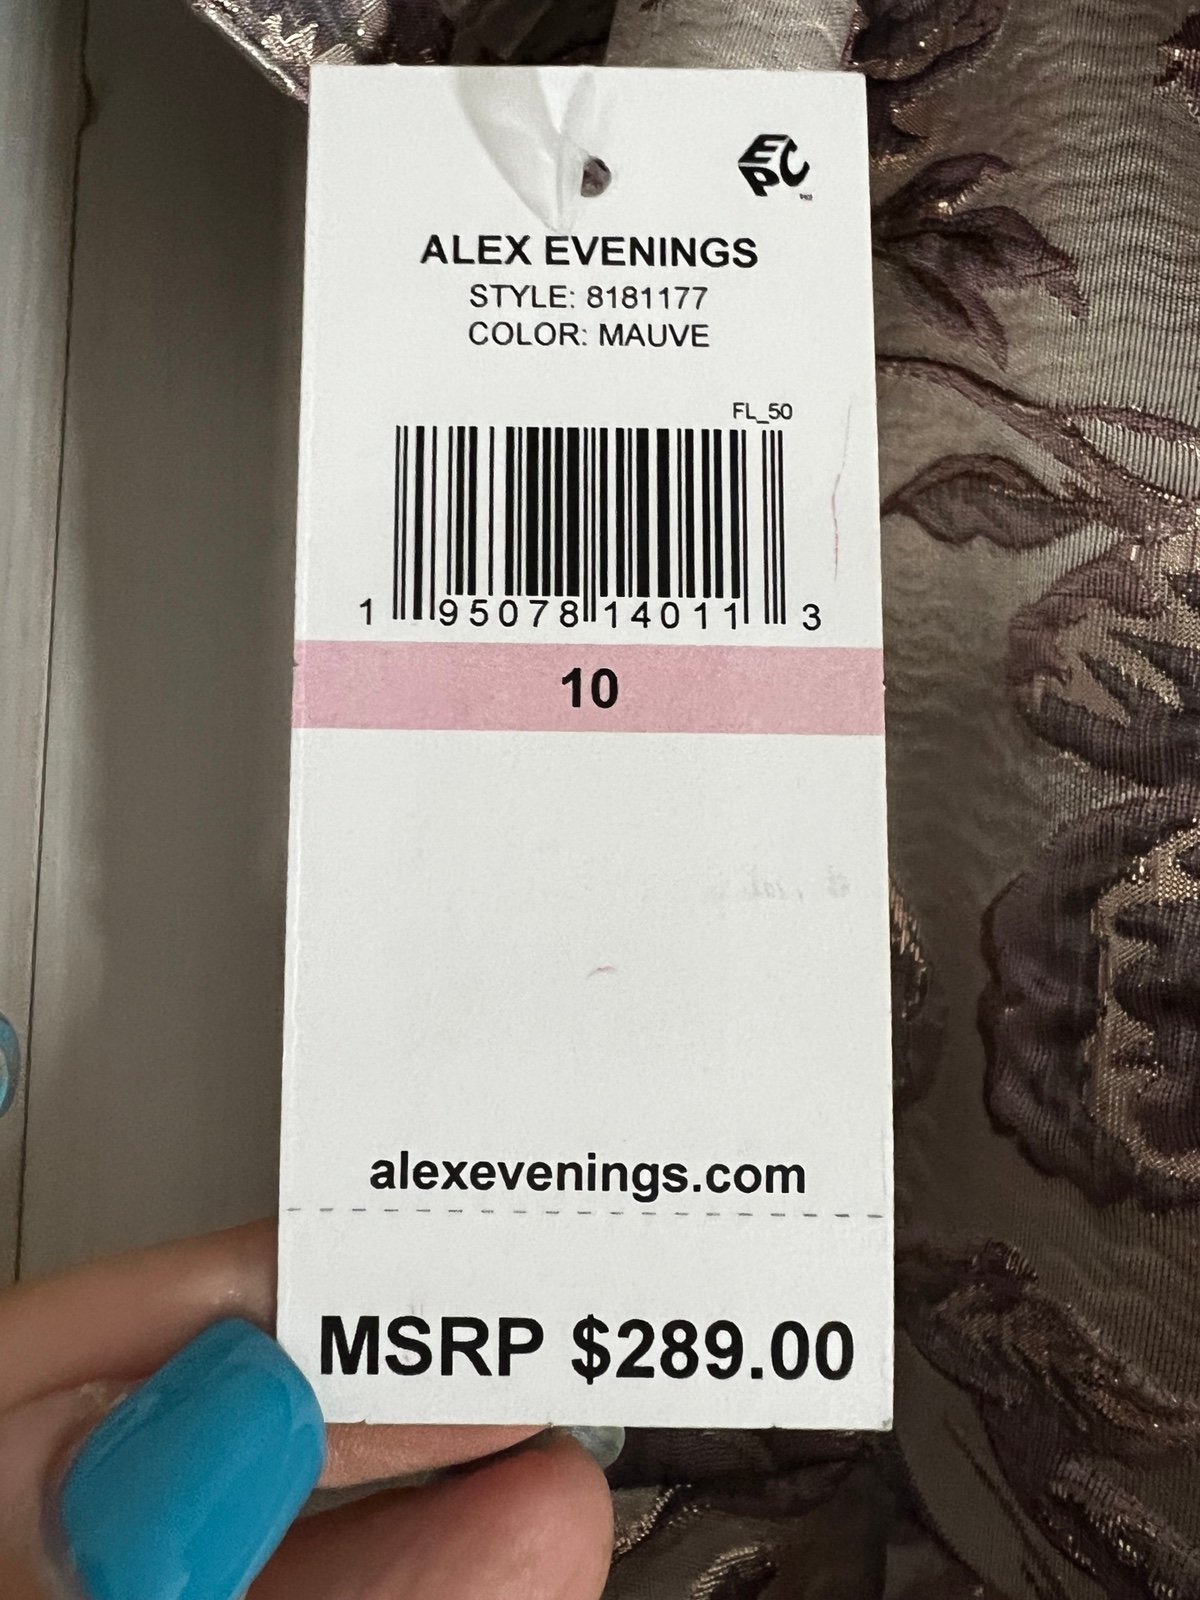 EPC
ALEX EVENINGS
STYLE: 8181177
COLOR: MAUVE
FL_50
1 95078 14011 3
10
alexevenings.com
MSRP $289.00